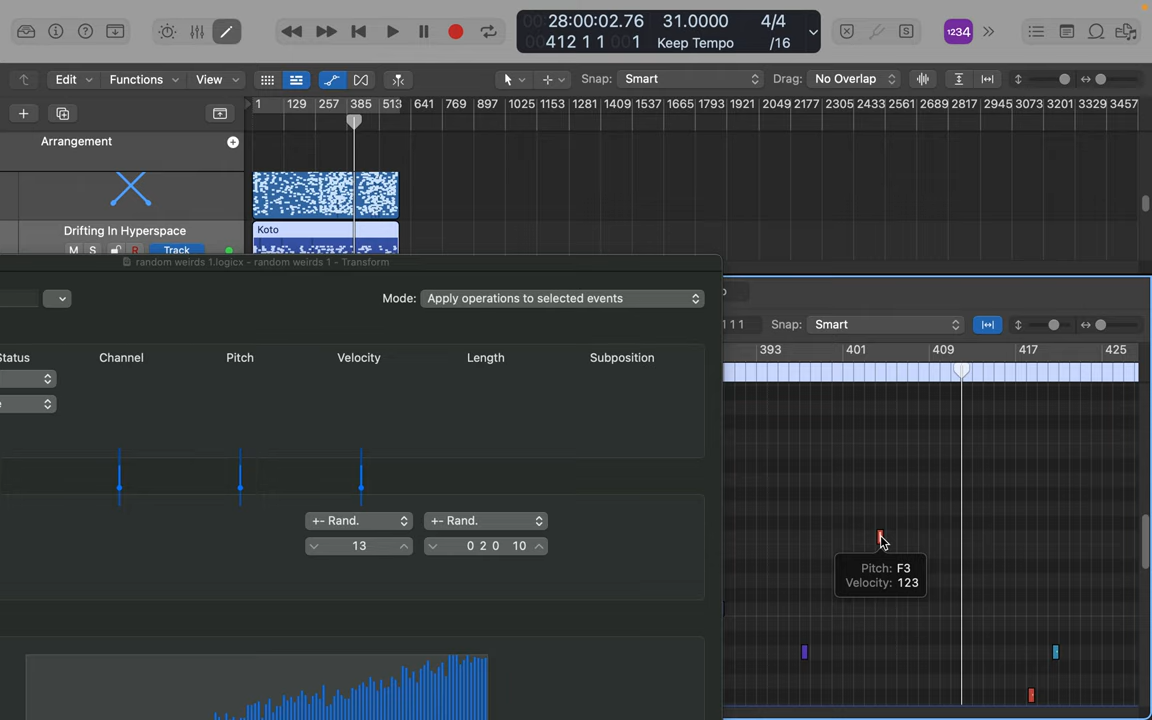 28:00:02.76 31.0000 4/4
412 1 1 001 Keep Tempo /16
1234
Edit Functions View Snap: Smart Drag: No Overlap
1 129 257 385 513 641 769 897 1025 1153 1281 1409 1537 1665 1793 1921 2049 2177 2305 2433 2561 2689 2817 2945 3073 3201 3329 3457
Arrangement
Drifting In Hyperspace
Koto
M S R Track
random weirds 1.logicx - random weirds 1 - Transform
Mode: Apply operations to selected events
1 1 1 Snap: Smart
Channel Pitch Velocity Length Subposition
393 401 409 417 425
+- Rand. +- Rand.
13 0 2 0 10
Pitch: F3
Velocity: 123